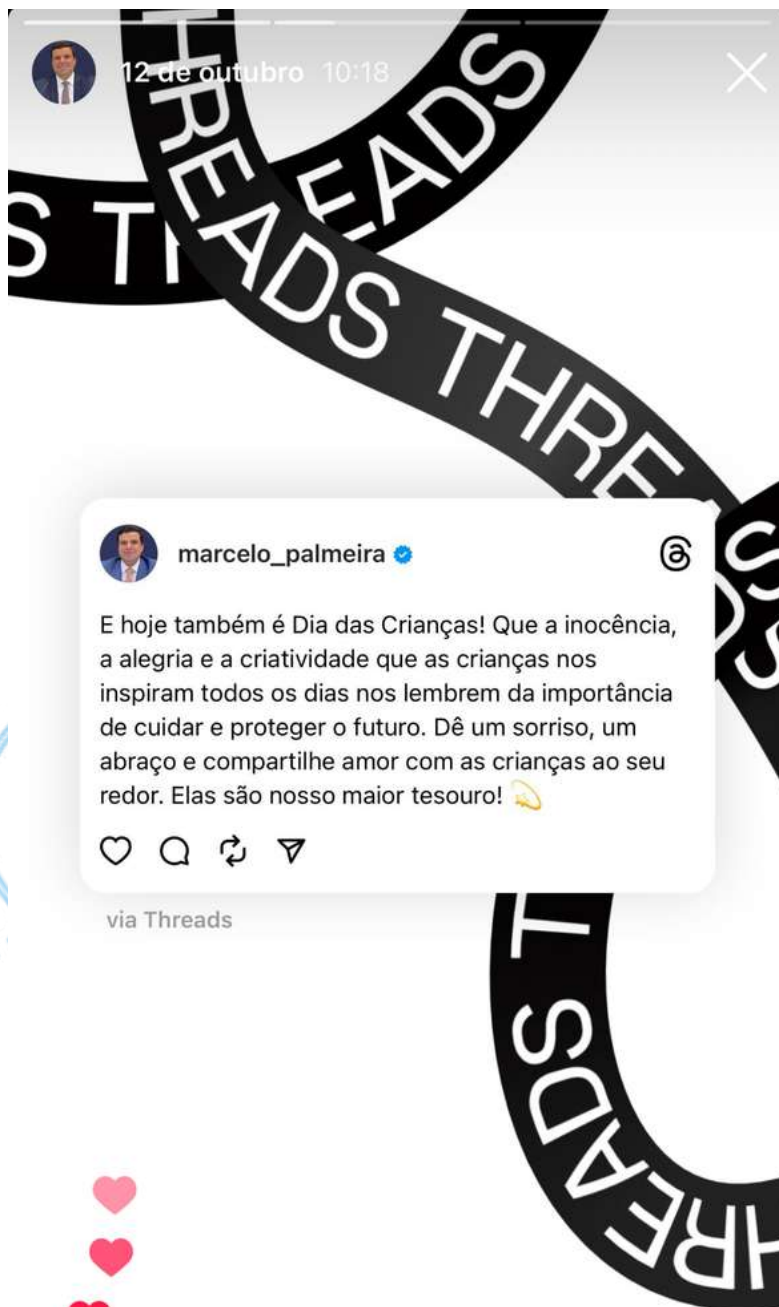 12 de outubro 10:18
THREADS
EADS
S TH
THREADS
marcelo_palmeira
E hoje também é Dia das Crianças! Que a inocência,
a alegria e a criatividade que as crianças nos
inspiram todos os dias nos lembrem da importância
de cuidar e proteger o futuro. Dê um sorriso, um
abraço e compartilhe amor com as crianças ao seu
redor. Elas são nosso maior tesouro! 💫
via Threads
T
THREADS